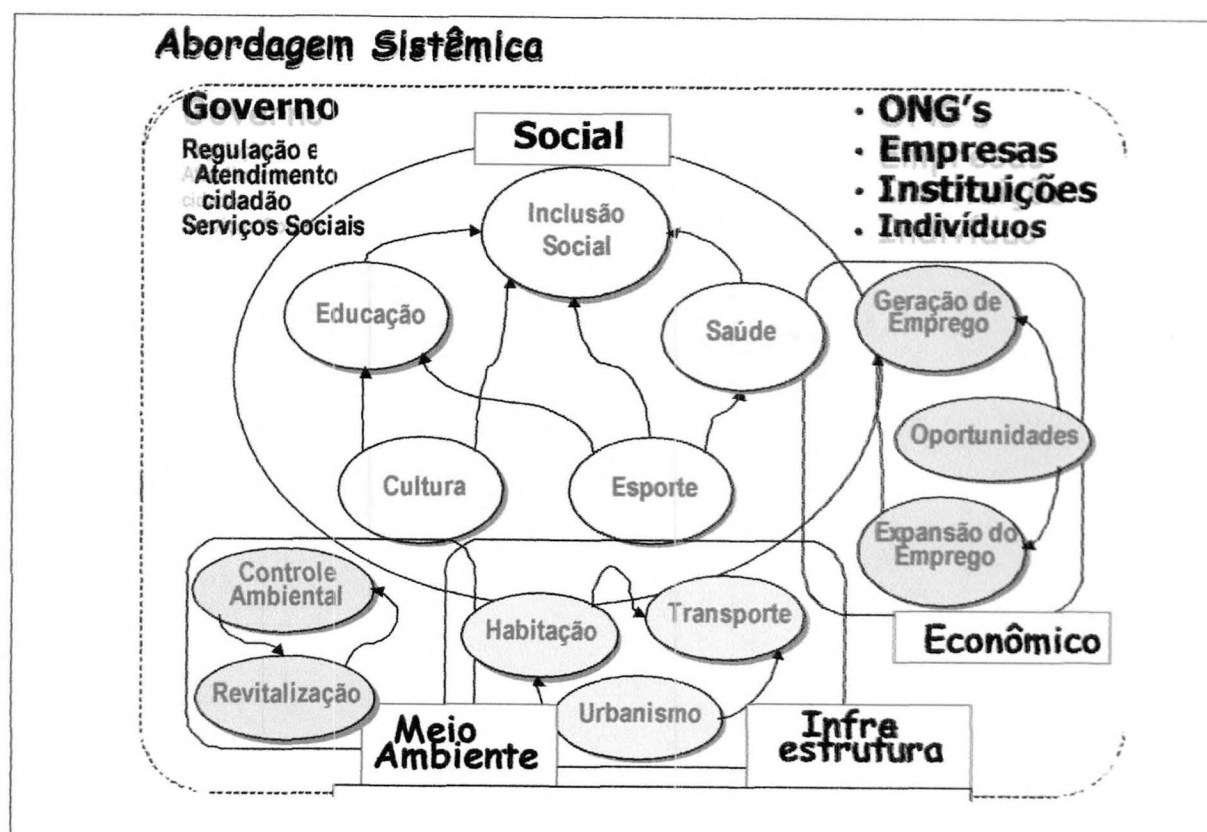 Abordagem Sistêmica
Governo
Regulação e
Atendimento
cidadão
Serviços Sociais
Social
· ONG's
· Empresas
· Instituições
· Indivíduos
Inclusão
Social
Educação
Saúde
Geração de
Emprego
Oportunidades
Cultura
Esporte
Expansão do
Emprego
Controle
Ambiental
Habitação
Transporte
Econômico
Revitalização
Urbanismo
Meio
Ambiente
Infra
estrutura